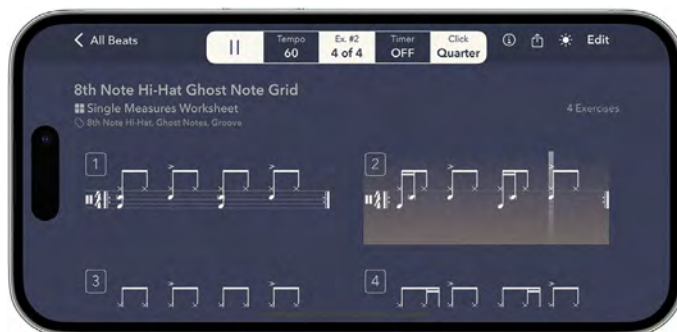 All Beats
Tempo
60
Ex. #2
4 of 4
Timer
OFF
Click
Quarter
Edit
8th Note Hi-Hat Ghost Note Grid
Single Measures Worksheet
4 Exercises
8th Note Hi-Hat, Ghost Notes, Groove
1
2
3
4